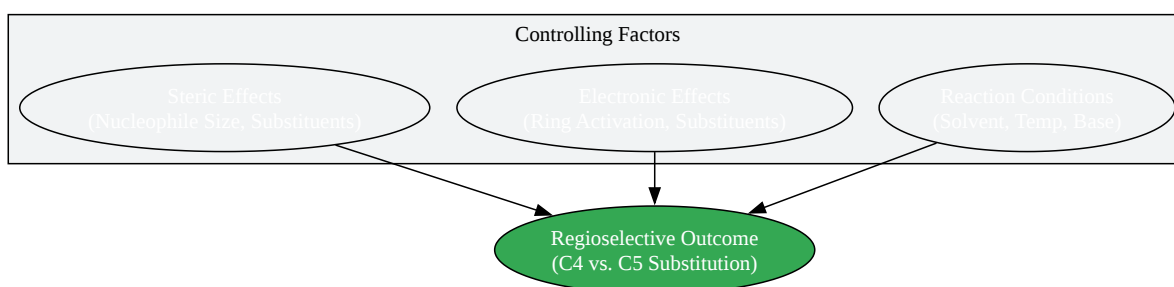 Controlling Factors
Steric Effects
(Nucleophile Size, Substituents)
Electronic Effects
(Ring Activation, Substituents)
Reaction Conditions
(Solvent, Temp, Base)
Regioselective Outcome
(C4 vs. C5 Substitution)